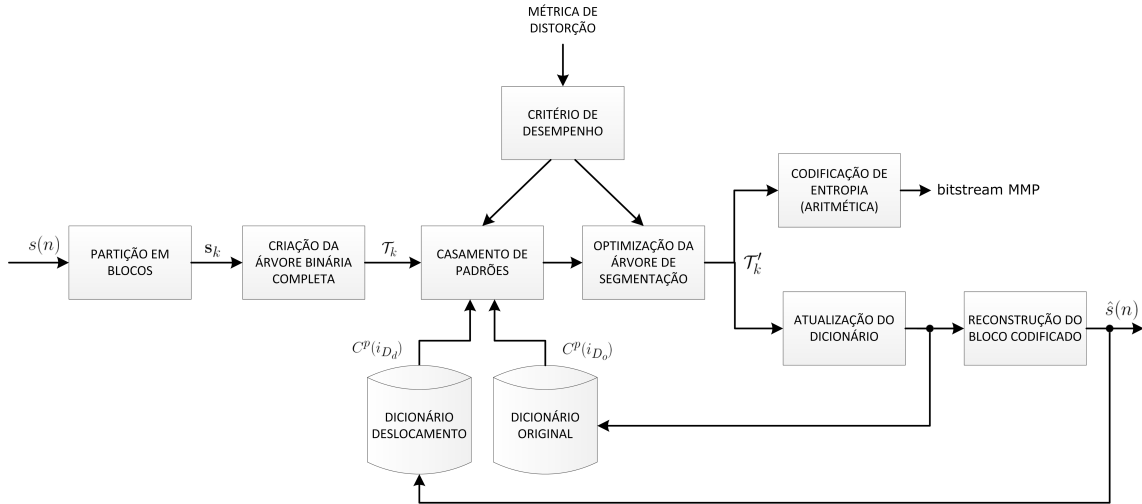 MÉTRICA DE
DISTORÇÃO
CRITÉRIO DE
DESEMPENHO
CODIFICAÇÃO DE
ENTROPIA
(ARITMÉTICA)
bitstream MMP
s(n)
PARTIÇÃO EM
BLOCOS
s_k
CRIAÇÃO DA
ÁRVORE BINÁRIA
COMPLETA
T_k
CASAMENTO DE
PADRÕES
OPTIMIZAÇÃO DA
ÁRVORE DE
SEGMENTAÇÃO
T'_k
ATUALIZAÇÃO DO
DICIONÁRIO
RECONSTRUÇÃO DO
BLOCO CODIFICADO
ŝ(n)
C^p(i_{D_d})
C^p(i_{D_o})
DICIONÁRIO
DESLOCAMENTO
DICIONÁRIO
ORIGINAL